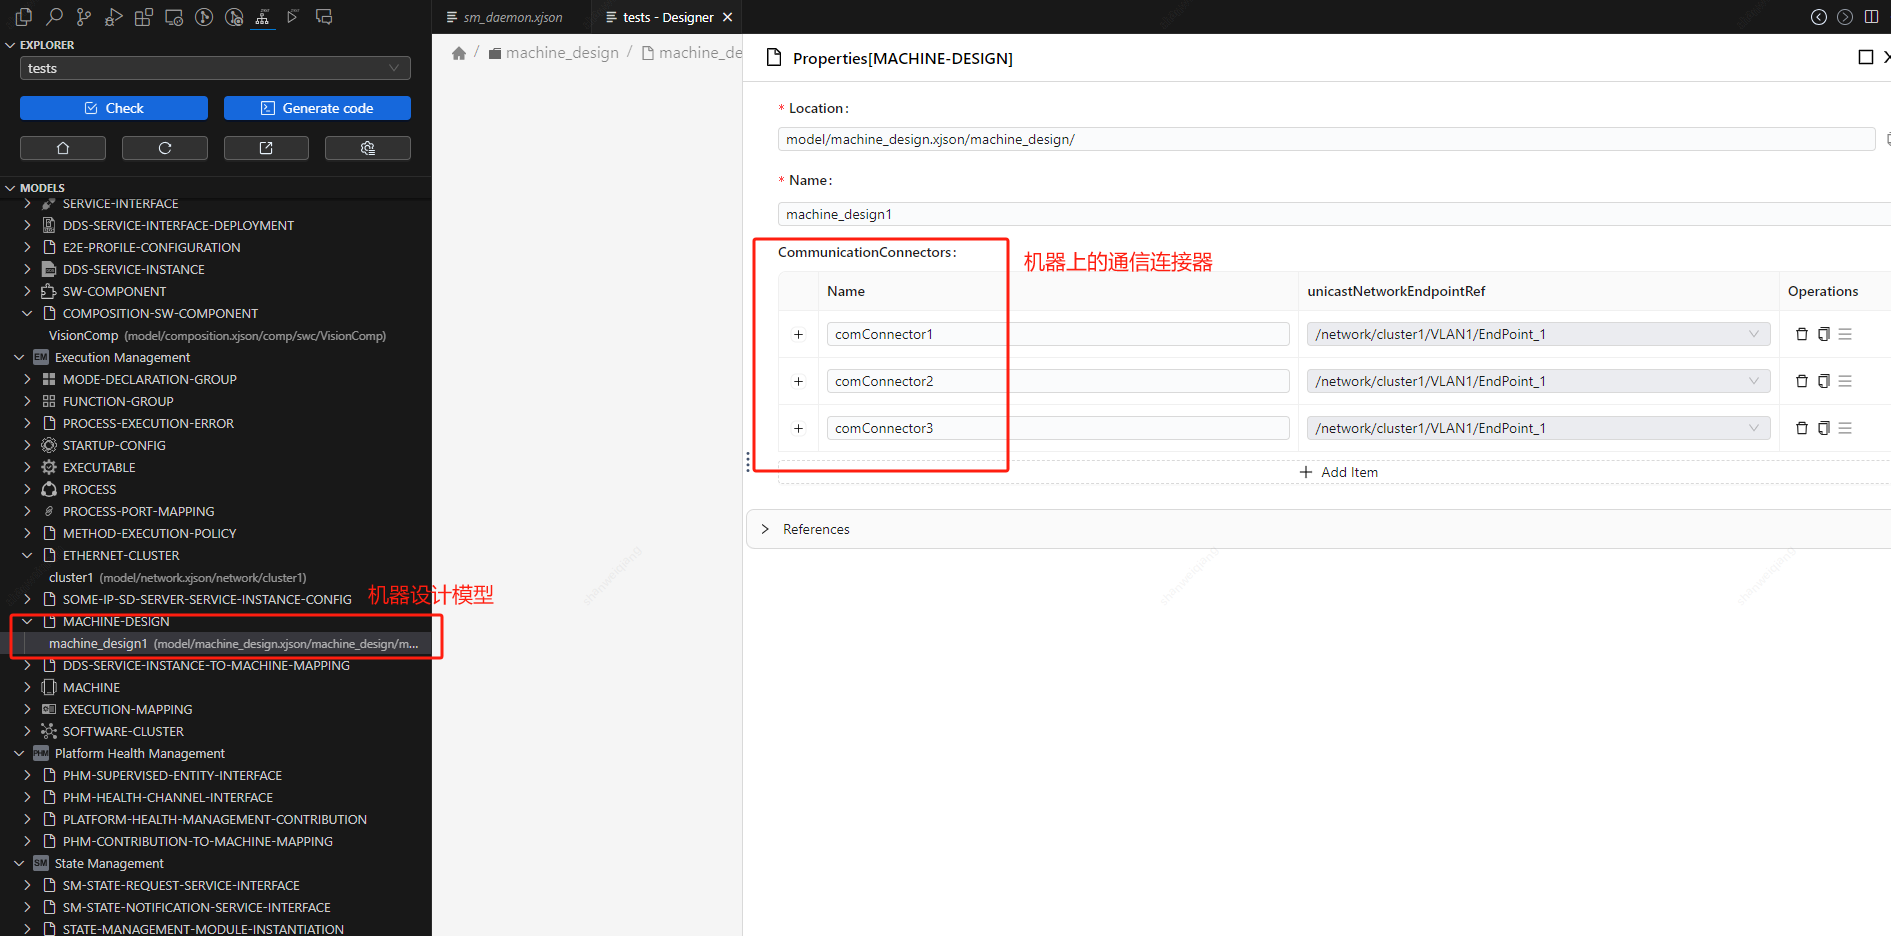 EXPLORER
tests
Check
Generate code
MODELS
SERVICE-INTERFACE
DDS-SERVICE-INTERFACE-DEPLOYMENT
E2E-PROFILE-CONFIGURATION
DDS-SERVICE-INSTANCE
SW-COMPONENT
COMPOSITION-SW-COMPONENT
VisionComp (model/composition.xjson/comp/swc/VisionComp)
EM Execution Management
MODE-DECLARATION-GROUP
FUNCTION-GROUP
PROCESS-EXECUTION-ERROR
STARTUP-CONFIG
EXECUTABLE
PROCESS
PROCESS-PORT-MAPPING
METHOD-EXECUTION-POLICY
ETHERNET-CLUSTER
cluster1 (model/network.xjson/network/cluster1)
SOME-IP-SD-SERVER-SERVICE-INSTANCE-CONFIG
机器设计模型
MACHINE-DESIGN
machine_design1 (model/machine_design.xjson/machine_design/m...
DDS-SERVICE-INSTANCE-TO-MACHINE-MAPPING
MACHINE
EXECUTION-MAPPING
SOFTWARE-CLUSTER
PHM Platform Health Management
PHM-SUPERVISED-ENTITY-INTERFACE
PHM-HEALTH-CHANNEL-INTERFACE
PLATFORM-HEALTH-MANAGEMENT-CONTRIBUTION
PHM-CONTRIBUTION-TO-MACHINE-MAPPING
SM State Management
SM-STATE-REQUEST-SERVICE-INTERFACE
SM-STATE-NOTIFICATION-SERVICE-INTERFACE
STATE-MANAGEMENT-MODULE-INSTANTIATION
sm_daemon.xjson
tests - Designer
/ machine_design / machine_de
Properties[MACHINE-DESIGN]
* Location:
model/machine_design.xjson/machine_design/
* Name:
machine_design1
CommunicationConnectors:
机器上的通信连接器
Name unicastNetworkEndpointRef Operations
comConnector1 /network/cluster1/VLAN1/EndPoint_1
comConnector2 /network/cluster1/VLAN1/EndPoint_1
comConnector3 /network/cluster1/VLAN1/EndPoint_1
Add Item
References